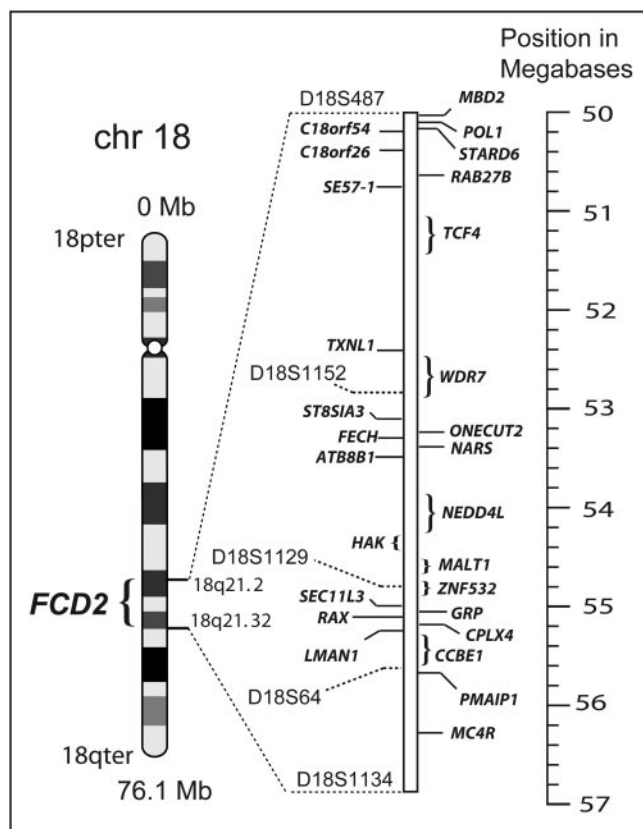 Position in
Megabases
chr 18
0 Mb
18pter
FCD2
18q21.2
18q21.32
18qter
76.1 Mb
D18S487
C18orf54
C18orf26
SE57-1
TXNL1
D18S1152
ST8SIA3
FECH
ATB8B1
HAK
D18S1129
SEC11L3
RAX
LMAN1
D18S64
D18S1134
MBD2
POL1
STARD6
RAB27B
TCF4
WDR7
ONECUT2
NARS
NEDD4L
MALT1
ZNF532
GRP
CPLX4
CCBE1
PMAIP1
MC4R
50
51
52
53
54
55
56
57